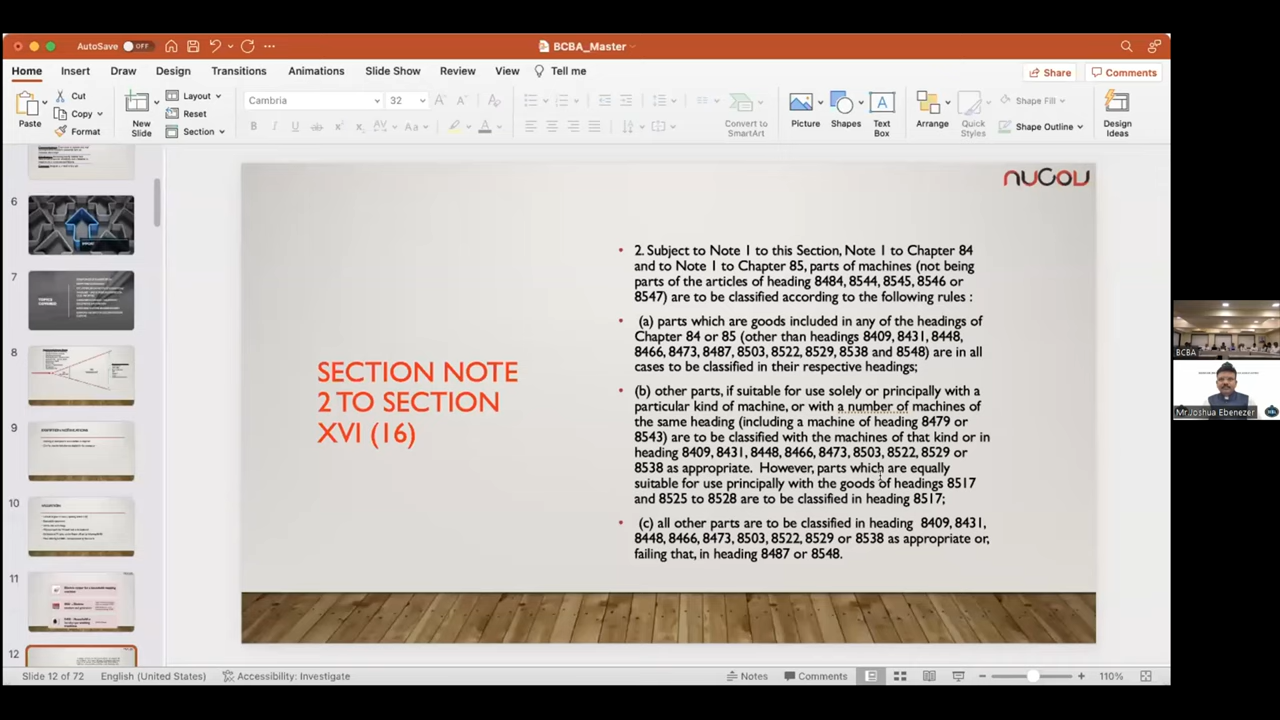 AutoSave OFF
BCBA_Master
Home Insert Draw Design Transitions Animations Slide Show Review View Tell me
Share Comments
Paste
Cut
Copy
Format
New
Slide
Layout
Reset
Section
Cambria 32
Convert to
SmartArt
Picture
Shapes
Text
Box
Arrange
Quick
Styles
Shape Fill
Shape Outline
Design
Ideas
6
7
TOPICS
COVERED
8
9
10
11
12
nuGov
SECTION NOTE
2 TO SECTION
XVI (16)
• 2. Subject to Note 1 to this Section, Note 1 to Chapter 84
and to Note 1 to Chapter 85, parts of machines (not being
parts of the articles of heading 8484, 8544, 8545, 8546 or
8547) are to be classified according to the following rules :
• (a) parts which are goods included in any of the headings of
Chapter 84 or 85 (other than headings 8409, 8431, 8448,
8466, 8473, 8487, 8503, 8522, 8529, 8538 and 8548) are in all
cases to be classified in their respective headings;
• (b) other parts, if suitable for use solely or principally with a
particular kind of machine, or with a number of machines of
the same heading (including a machine of heading 8479 or
8543) are to be classified with the machines of that kind or in
heading 8409, 8431, 8448, 8466, 8473, 8503, 8522, 8529 or
8538 as appropriate. However, parts which are equally
suitable for use principally with the goods of headings 8517
and 8525 to 8528 are to be classified in heading 8517;
• (c) all other parts are to be classified in heading 8409, 8431,
8448, 8466, 8473, 8503, 8522, 8529 or 8538 as appropriate or,
failing that, in heading 8487 or 8548.
BCBA
Mr.Joshua Ebenezer
Slide 12 of 72 English (United States) Accessibility: Investigate
Notes Comments 110%